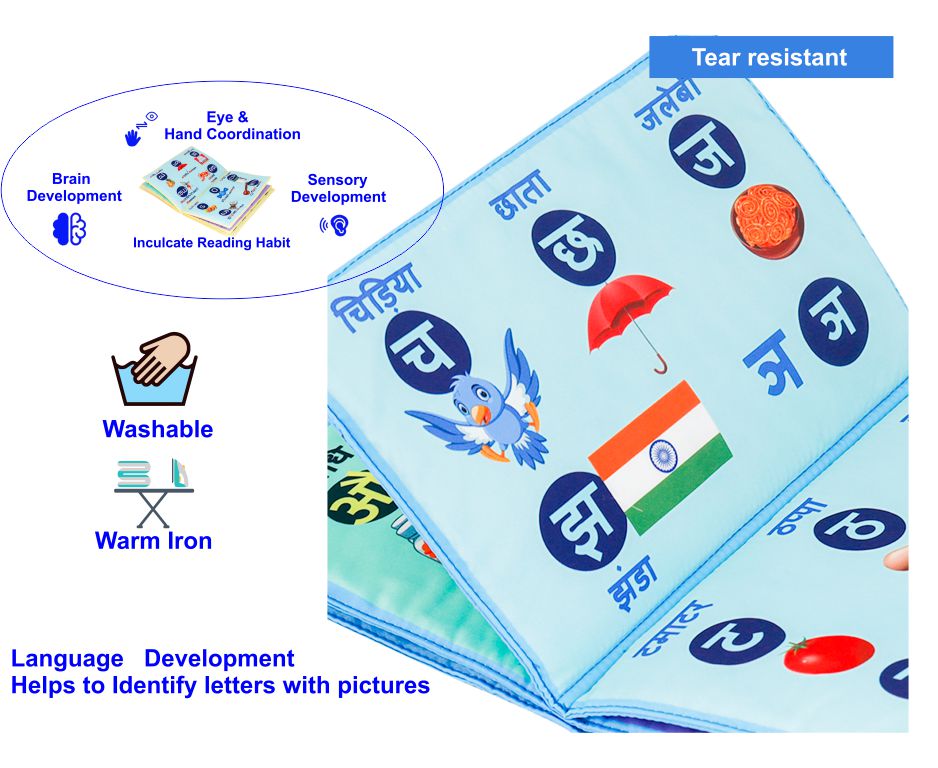 Tear resistant
Eye &
Hand Coordination
Brain
Development
Sensory
Development
Inculcate Reading Habit
Washable
Warm Iron
Language Development
Helps to Identify letters with pictures
चिड़िया
च
छाता
छ
जलेबी
ज
झ
झंडा
ञ
ञ
टमाटर
ट
ठप्पा
ठ